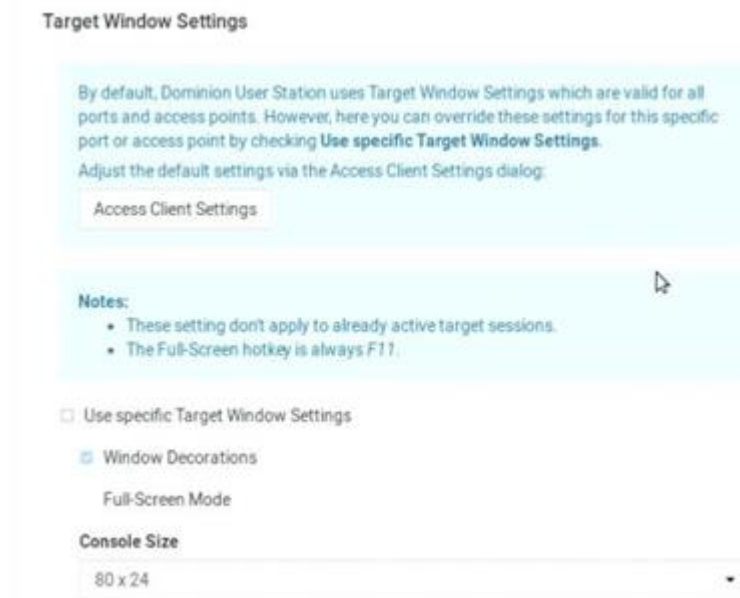 Target Window Settings
By default, Dominion User Station uses Target Window Settings which are valid for all
ports and access points. However, here you can override these settings for this specific
port or access point by checking Use specific Target Window Settings.
Adjust the default settings via the Access Client Settings dialog:
Access Client Settings
Notes:
• These setting don't apply to already active target sessions.
• The Full-Screen hotkey is always F11.
Use specific Target Window Settings
Window Decorations
Full-Screen Mode
Console Size
80 x 24